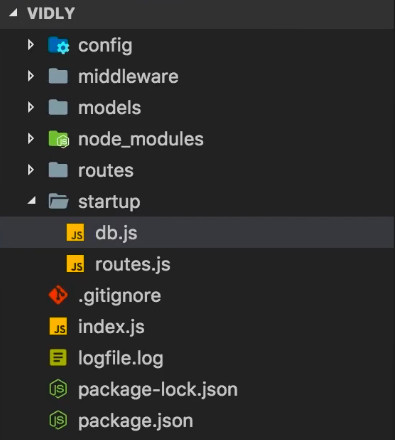 VIDLY
config
middleware
models
node_modules
routes
startup
JS db.js
JS routes.js
.gitignore
JS index.js
logfile.log
package-lock.json
package.json